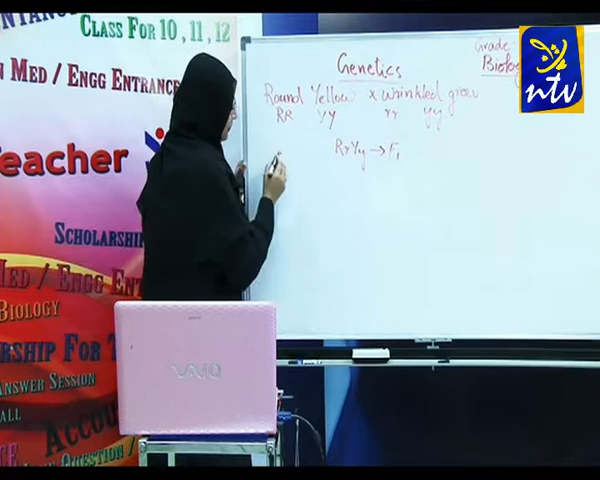 CLASS FOR 10, 11, 12
N MED / ENGG ENTRANCE
Teacher
SCHOLARSHI
MED / ENGG ENT
BIOLOGY
RSHIP FOR
ANSWER SESSION
ALL
ACCOU
QUESTION /
VAIO
Genetics
Grade
Biolo
Round Yellow x wrinkled green
RR YY rr yy
RrYy → F1
ntv